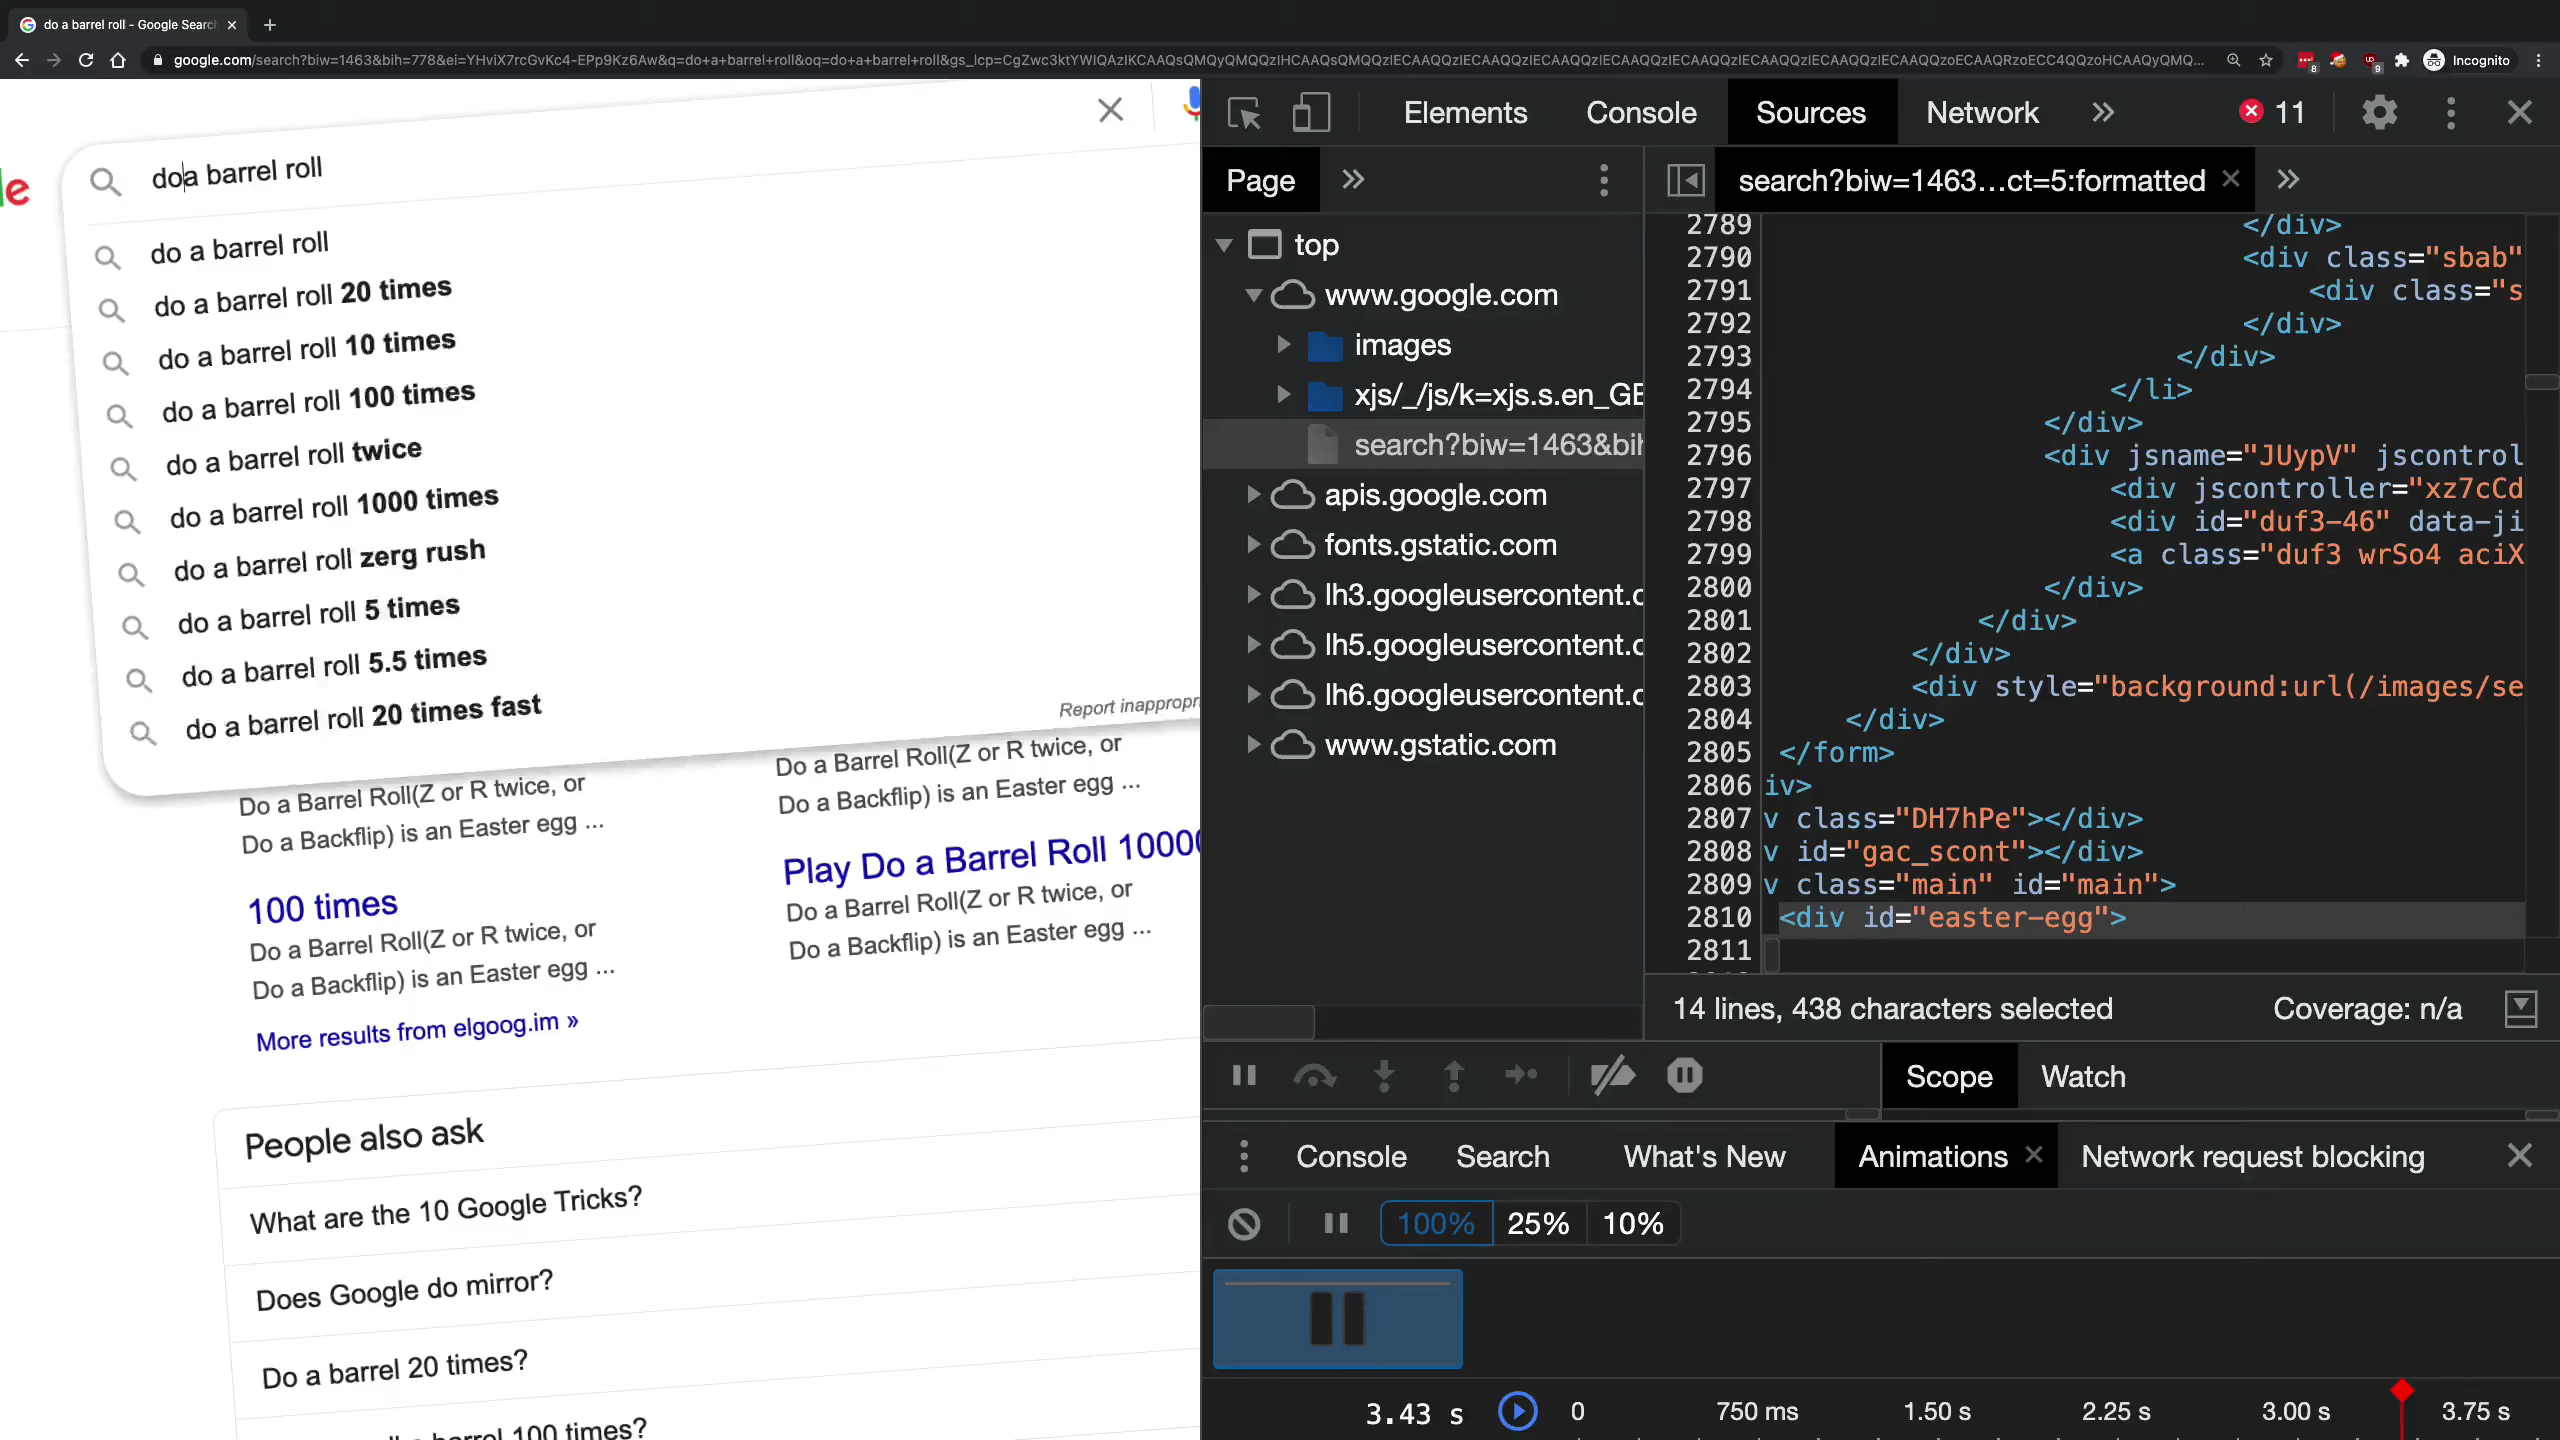 do a barrel roll - Google Searc
google.com/search?biw=1463&bih=778&ei=YHviX7rcGvKc4-EPp9Kz6Aw&q=do+a+barrel+roll&oq=do+a+barrel+roll&gs_lcp=
Incognito
e
do a barrel roll
do a barrel roll
do a barrel roll 20 times
do a barrel roll 10 times
do a barrel roll 100 times
do a barrel roll twice
do a barrel roll 1000 times
do a barrel roll zerg rush
do a barrel roll 5 times
do a barrel roll 5.5 times
do a barrel roll 20 times fast
Report inappropri
Do a Barrel Roll(Z or R twice, or
Do a Backflip) is an Easter egg ...
100 times
Do a Barrel Roll(Z or R twice, or
Do a Backflip) is an Easter egg ...
More results from elgoog.im »
Do a Barrel Roll(Z or R twice, or
Do a Backflip) is an Easter egg ...
Play Do a Barrel Roll 1000
Do a Barrel Roll(Z or R twice, or
Do a Backflip) is an Easter egg ...
People also ask
What are the 10 Google Tricks?
Does Google do mirror?
Do a barrel 20 times?
barrel 100 times?
Elements Console Sources Network » 11
Page »
search?biw=1463...ct=5:formatted »
top
www.google.com
images
xjs/_/js/k=xjs.s.en_GE
search?biw=1463&bih
apis.google.com
fonts.gstatic.com
lh3.googleusercontent.c
lh5.googleusercontent.c
lh6.googleusercontent.c
www.gstatic.com
2789 </div>
2790 <div class="sbab"
2791 <div class="s
2792 </div>
2793 </div>
2794 </li>
2795 </div>
2796 <div jsname="JUypV" jscontrol
2797 <div jscontroller="xz7cCd
2798 <div id="duf3-46" data-ji
2799 <a class="duf3 wrSo4 aciX
2800 </div>
2801 </div>
2802 </div>
2803 <div style="background:url(/images/se
2804 </div>
2805 </form>
2806 iv>
2807 v class="DH7hPe"></div>
2808 v id="gac_scont"></div>
2809 v class="main" id="main">
2810 <div id="easter-egg">
2811
14 lines, 438 characters selected Coverage: n/a
Scope Watch
Console Search What's New Animations Network request blocking
100% 25% 10%
3.43 s 0 750 ms 1.50 s 2.25 s 3.00 s 3.75 s